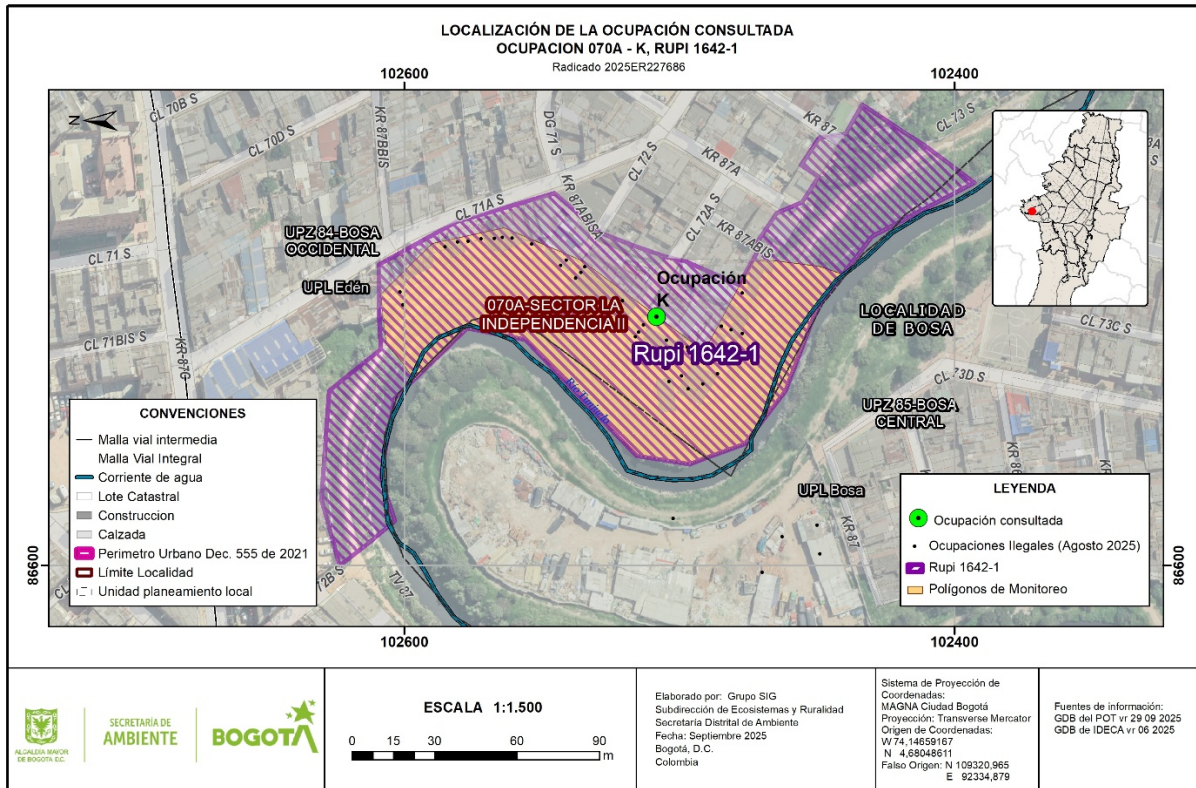 LOCALIZACIÓN DE LA OCUPACIÓN CONSULTADA
OCUPACION 070A - K, RUPI 1642-1
Radicado 2025ER227686
102600
102400
N
CL 70B S
CL 70D S
KR 87BBIS
DG 71 S
CL 72 S
KR 87
CL 73 S
KR 87A
CL 71A S
KR 87ABISA
CL 72A S
KR 87ABIS
UPZ 84-BOSA
OCCIDENTAL
CL 71 S
UPL Edén
Ocupación
K
070A-SECTOR LA
INDEPENDENCIA II
Rupi 1642-1
LOCALIDAD
DE BOSA
CL 73C S
CL 71BIS S
KR 87G
CL 73D S
Río Tunjuelo
UPZ 85-BOSA
CENTRAL
UPL Bosa
KR 87
72B S
TV 87
86600
86600
CONVENCIONES
Malla vial intermedia
Malla Vial Integral
Corriente de agua
Lote Catastral
Construccion
Calzada
Perimetro Urbano Dec. 555 de 2021
Límite Localidad
Unidad planeamiento local
LEYENDA
Ocupación consultada
Ocupaciones Ilegales (Agosto 2025)
Rupi 1642-1
Polígonos de Monitoreo
102600
102400
ALCALDÍA MAYOR
DE BOGOTÁ D.C.
SECRETARÍA DE
AMBIENTE
BOGOTÁ
ESCALA 1:1.500
0 15 30 60 90
m
Elaborado por: Grupo SIG
Subdirección de Ecosistemas y Ruralidad
Secretaría Distrital de Ambiente
Fecha: Septiembre 2025
Bogotá, D.C.
Colombia
Sistema de Proyección de
Coordenadas:
MAGNA Ciudad Bogotá
Proyección: Transverse Mercator
Origen de Coordenadas:
W 74,14659167
N 4,68048611
Falso Origen: N 109320,965
E 92334,879
Fuentes de información:
GDB del POT vr 29 09 2025
GDB de IDECA vr 06 2025